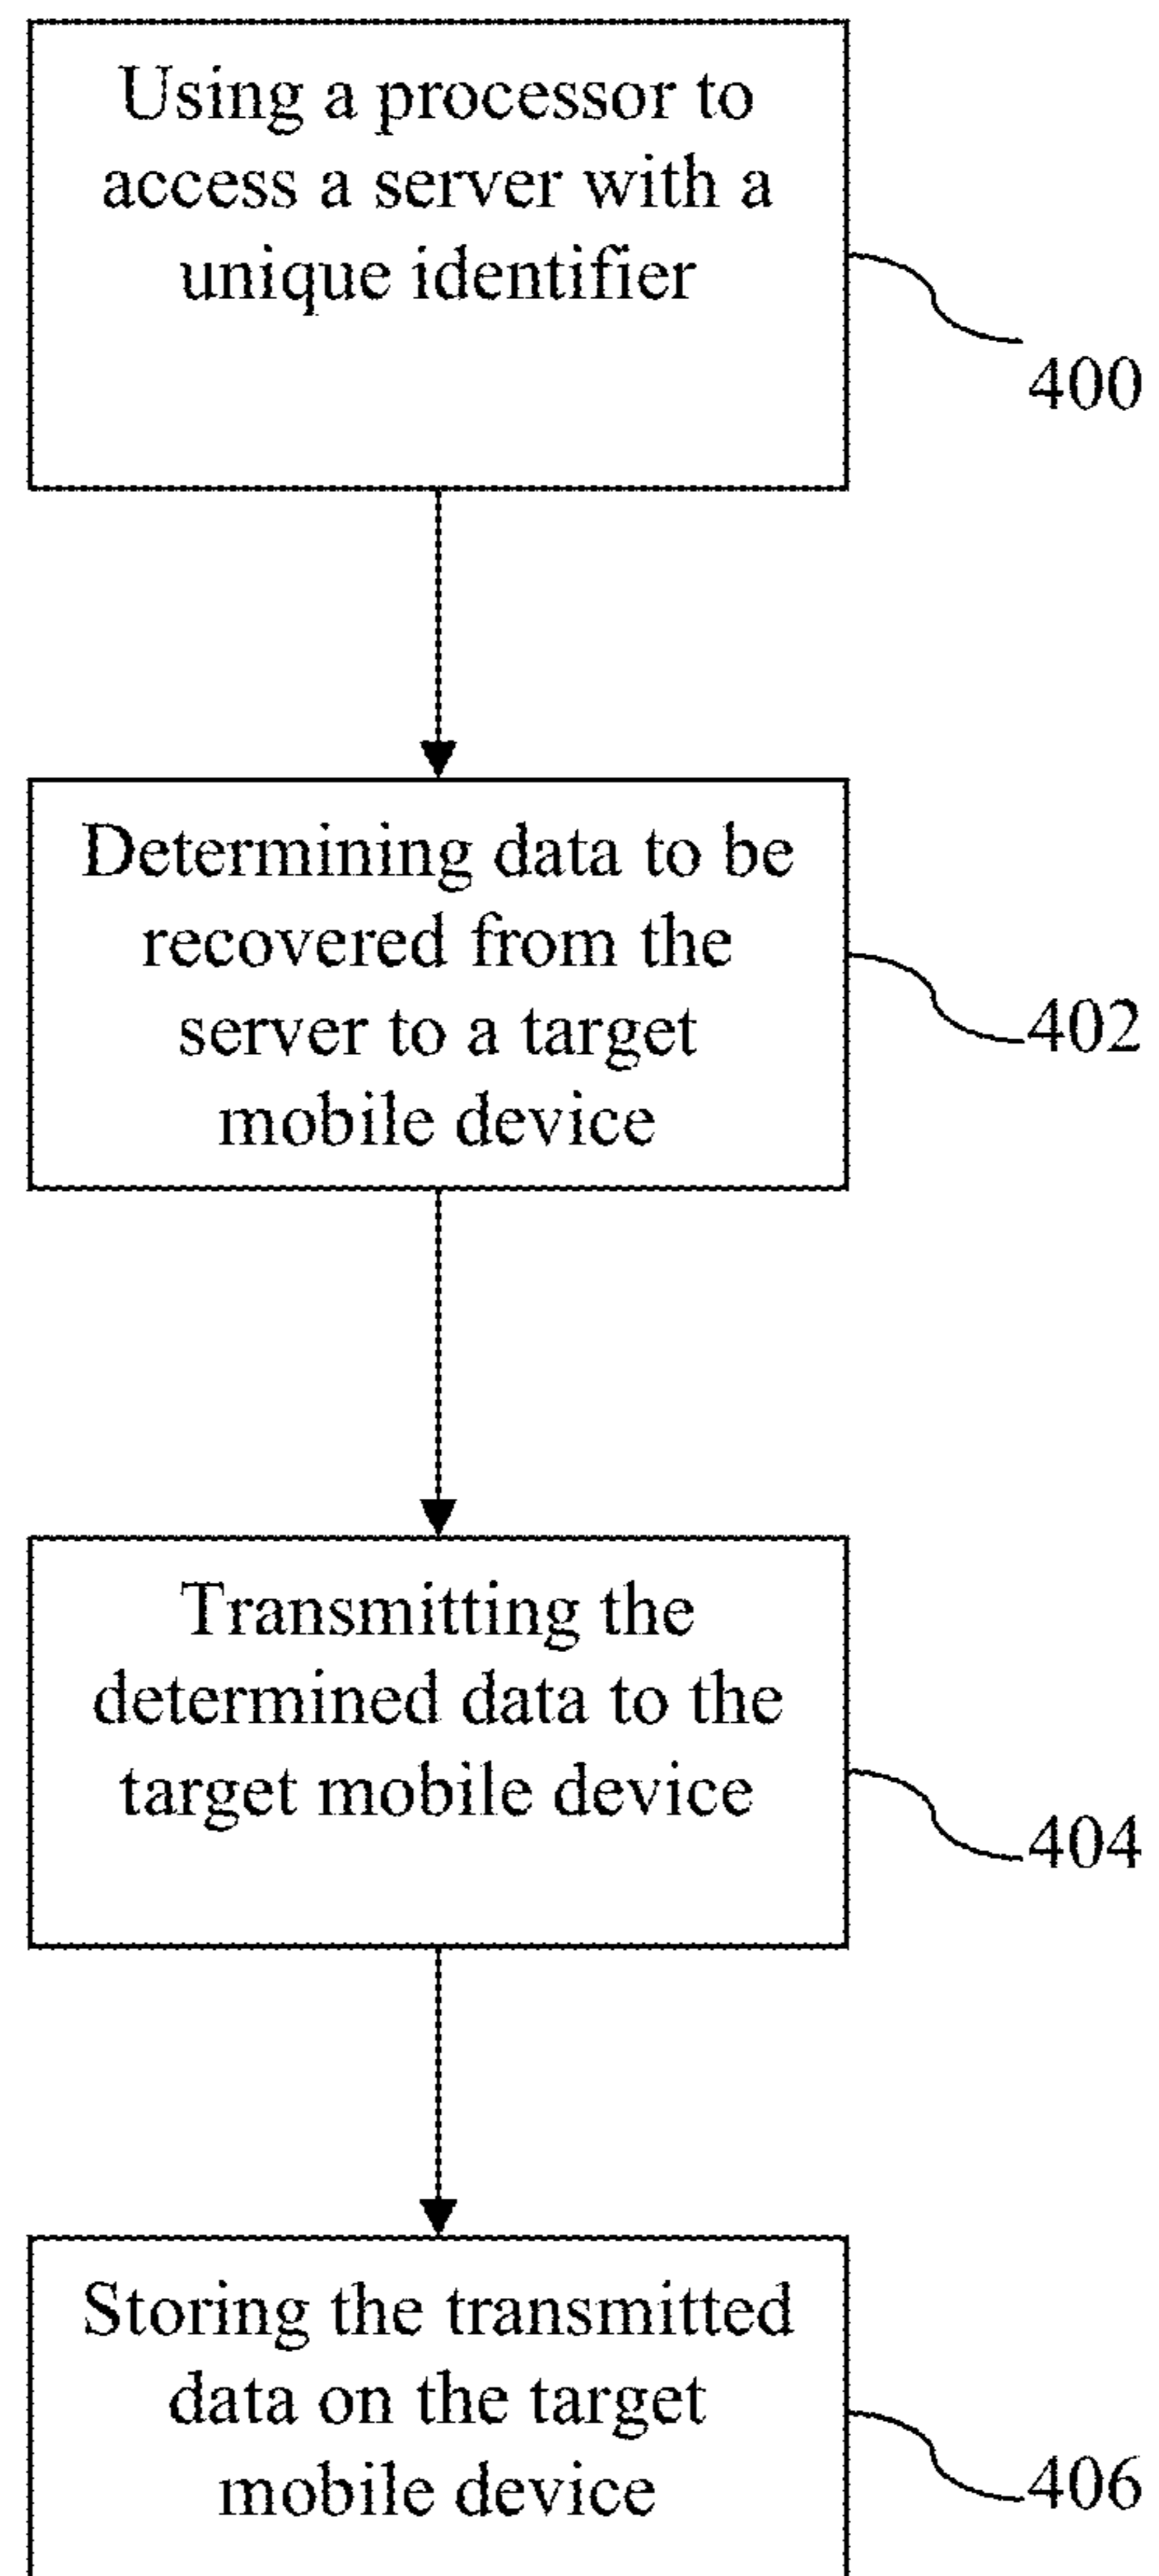 Using a processor to
access a server with a
unique identifier
400
Determining data to be
recovered from the
server to a target
mobile device
402
Transmitting the
determined data to the
target mobile device
404
Storing the transmitted
data on the target
mobile device
406